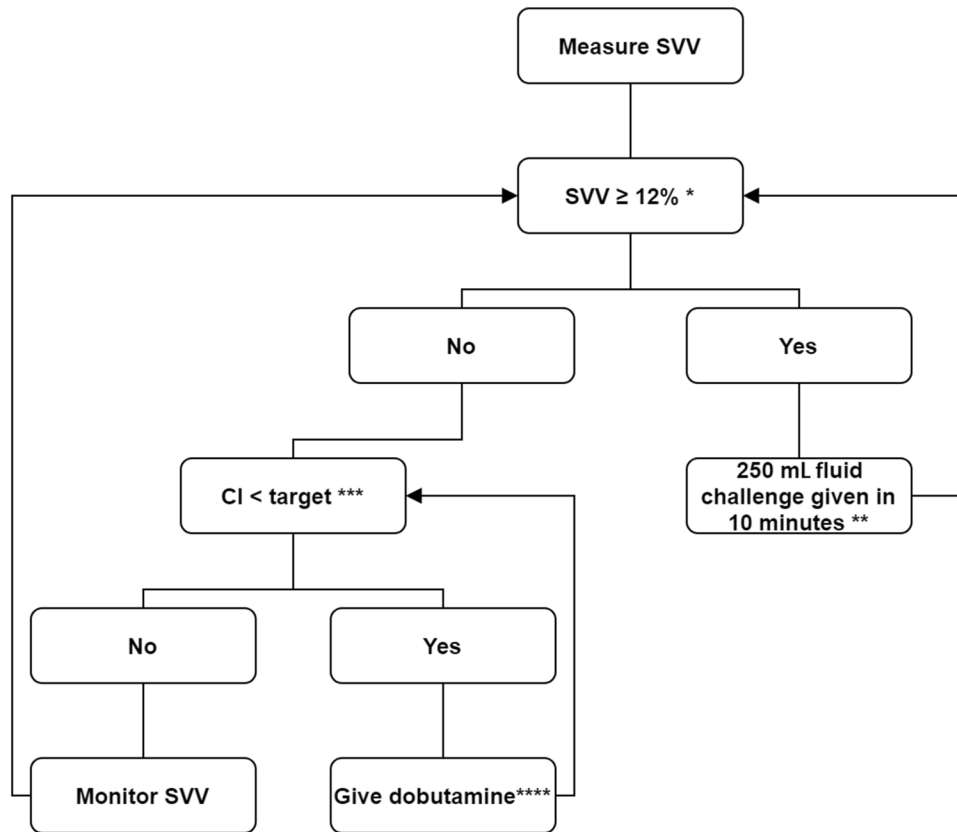 Measure SVV
SVV ≥ 12% *
No
Yes
CI < target ***
250 mL fluid
challenge given in
10 minutes **
No
Yes
Monitor SVV
Give dobutamine****